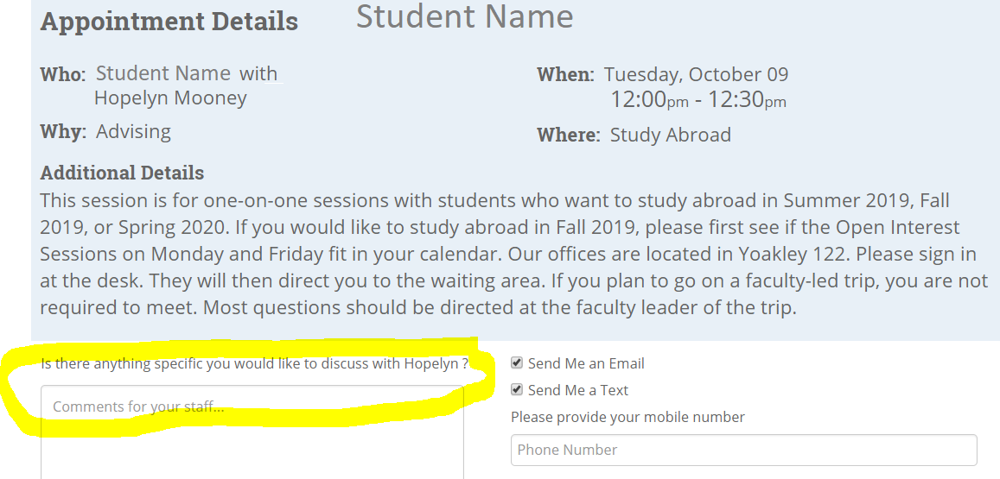 Appointment Details Student Name
Who: Student Name with
Hopelyn Mooney
Why: Advising
When: Tuesday, October 09
12:00pm - 12:30pm
Where: Study Abroad
Additional Details
This session is for one-on-one sessions with students who want to study abroad in Summer 2019, Fall
2019, or Spring 2020. If you would like to study abroad in Fall 2019, please first see if the Open Interest
Sessions on Monday and Friday fit in your calendar. Our offices are located in Yoakley 122. Please sign in
at the desk. They will then direct you to the waiting area. If you plan to go on a faculty-led trip, you are not
required to meet. Most questions should be directed at the faculty leader of the trip.
Is there anything specific you would like to discuss with Hopelyn ?
Comments for your staff...
Send Me an Email
Send Me a Text
Please provide your mobile number
Phone Number